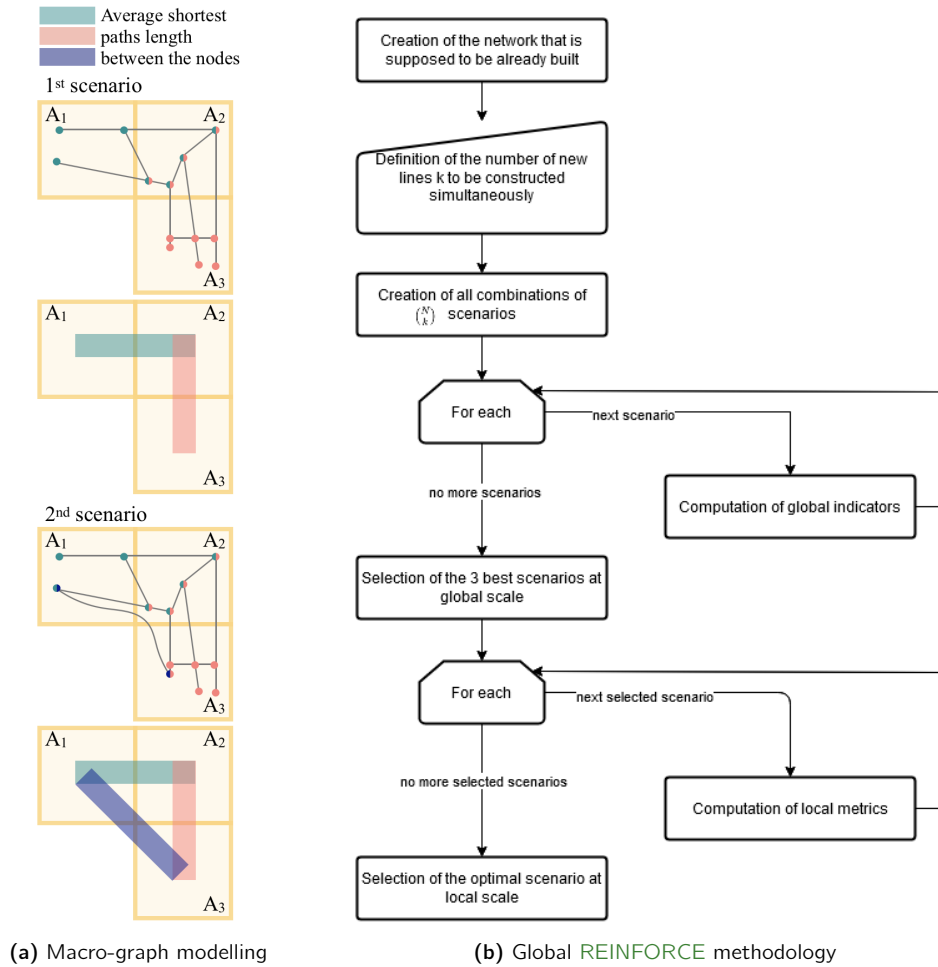 Average shortest
paths length
between the nodes
1st scenario
A1
A2
A3
A1
A2
A3
2nd scenario
A1
A2
A3
A1
A2
A3
(a) Macro-graph modelling
Creation of the network that is
supposed to be already built
Definition of the number of new
lines k to be constructed
simultaneously
Creation of all combinations of
(N k) scenarios
For each
next scenario
Computation of global indicators
no more scenarios
Selection of the 3 best scenarios at
global scale
For each
next selected scenario
Computation of local metrics
no more selected scenarios
Selection of the optimal scenario at
local scale
(b) Global REINFORCE methodology